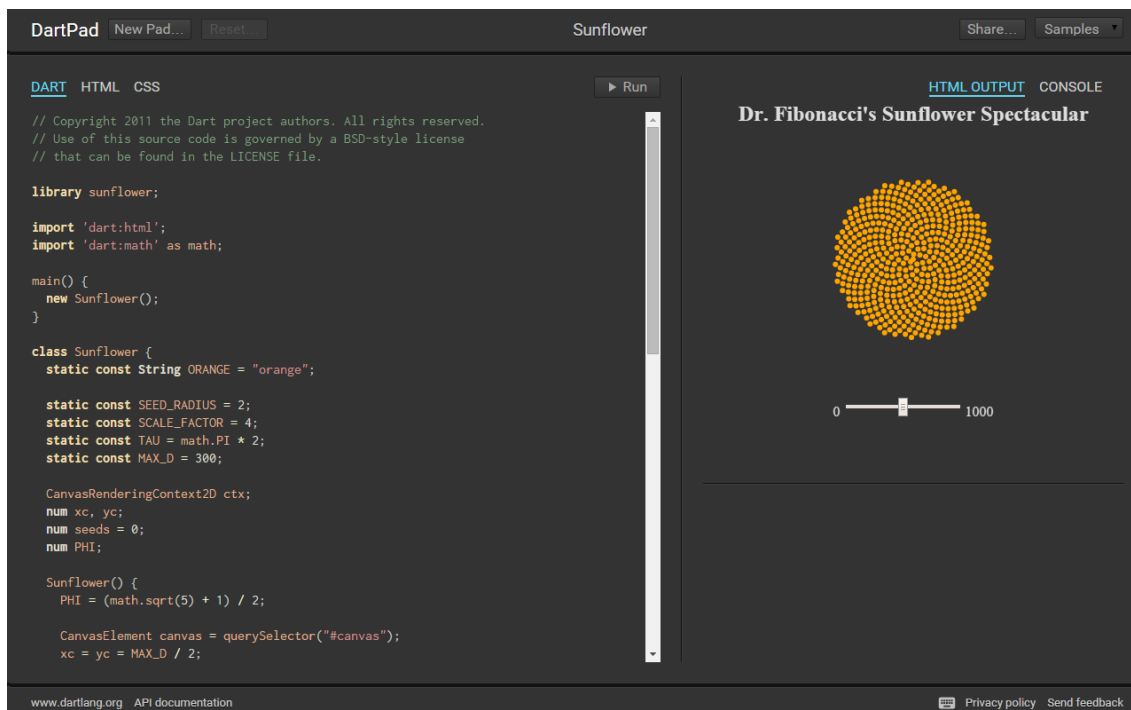 DartPad New Pad... Reset... Sunflower Share... Samples
DART HTML CSS Run HTML OUTPUT CONSOLE
// Copyright 2011 the Dart project authors. All rights reserved.
// Use of this source code is governed by a BSD-style license
// that can be found in the LICENSE file.
library sunflower;
import 'dart:html';
import 'dart:math' as math;
main() {
  new Sunflower();
}
class Sunflower {
  static const String ORANGE = "orange";
  static const SEED_RADIUS = 2;
  static const SCALE_FACTOR = 4;
  static const TAU = math.PI * 2;
  static const MAX_D = 300;
  CanvasRenderingContext2D ctx;
  num xc, yc;
  num seeds = 0;
  num PHI;
  Sunflower() {
    PHI = (math.sqrt(5) + 1) / 2;
    CanvasElement canvas = querySelector("#canvas");
    xc = yc = MAX_D / 2;
Dr. Fibonacci's Sunflower Spectacular
0 1000
www.dartlang.org API documentation Privacy policy Send feedback